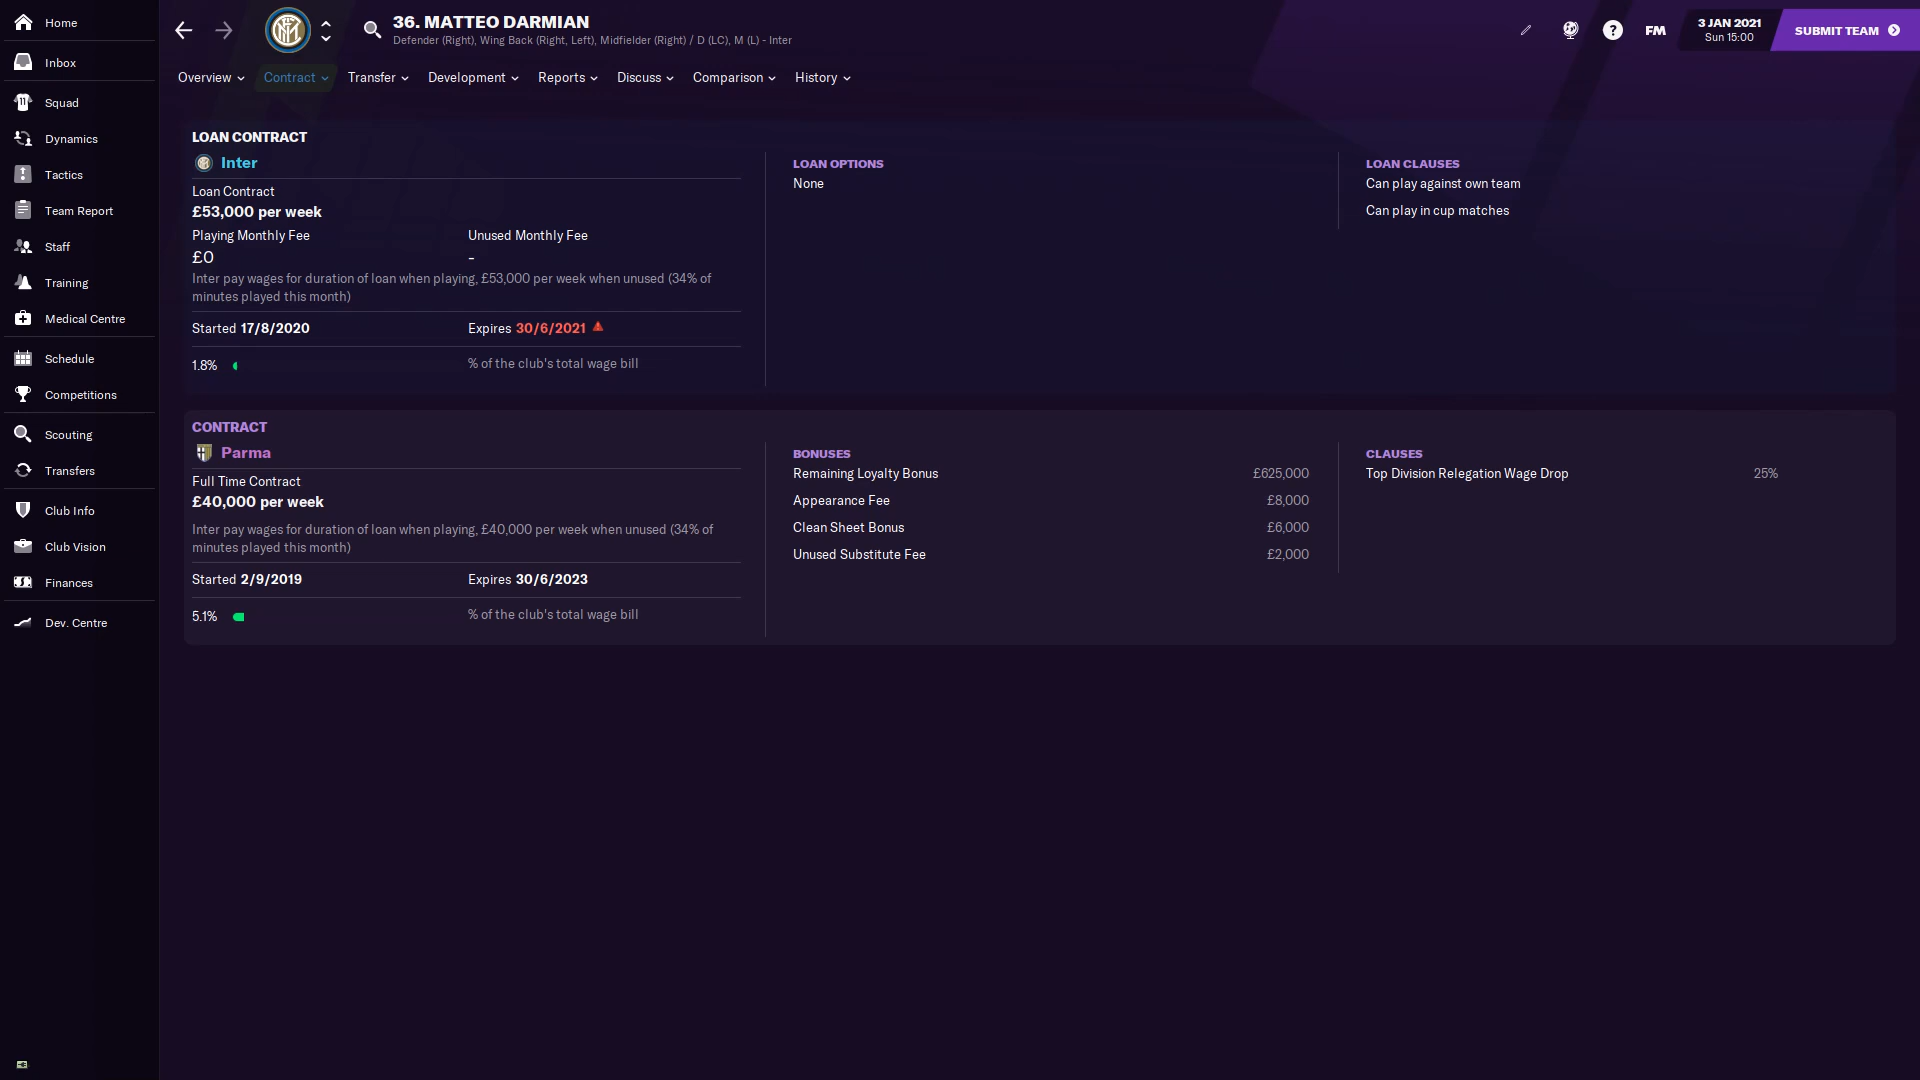 Home
Inbox
Squad
Dynamics
Tactics
Team Report
Staff
Training
Medical Centre
Schedule
Competitions
Scouting
Transfers
Club Info
Club Vision
Finances
Dev. Centre
36. MATTEO DARMIAN
Defender (Right), Wing Back (Right, Left), Midfielder (Right) / D (LC), M (L) - Inter
FM
3 JAN 2021
Sun 15:00
SUBMIT TEAM
Overview Contract Transfer Development Reports Discuss Comparison History
LOAN CONTRACT
Inter
Loan Contract
£53,000 per week
Playing Monthly Fee Unused Monthly Fee
£0 -
Inter pay wages for duration of loan when playing, £53,000 per week when unused (34% of
minutes played this month)
Started 17/8/2020 Expires 30/6/2021
1.8% % of the club's total wage bill
LOAN OPTIONS
None
LOAN CLAUSES
Can play against own team
Can play in cup matches
CONTRACT
Parma
Full Time Contract
£40,000 per week
Inter pay wages for duration of loan when playing, £40,000 per week when unused (34% of
minutes played this month)
Started 2/9/2019 Expires 30/6/2023
5.1% % of the club's total wage bill
BONUSES
Remaining Loyalty Bonus £625,000
Appearance Fee £8,000
Clean Sheet Bonus £6,000
Unused Substitute Fee £2,000
CLAUSES
Top Division Relegation Wage Drop 25%